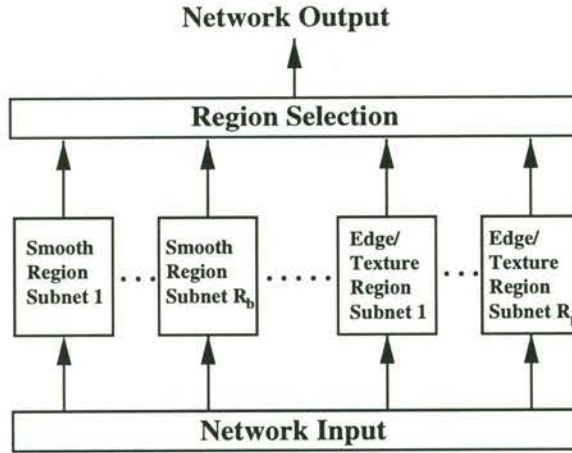 Network Output
Region Selection
Smooth
Region
Subnet 1
Smooth
Region
Subnet R_b
Edge/
Texture
Region
Subnet 1
Edge/
Texture
Region
Subnet
Network Input